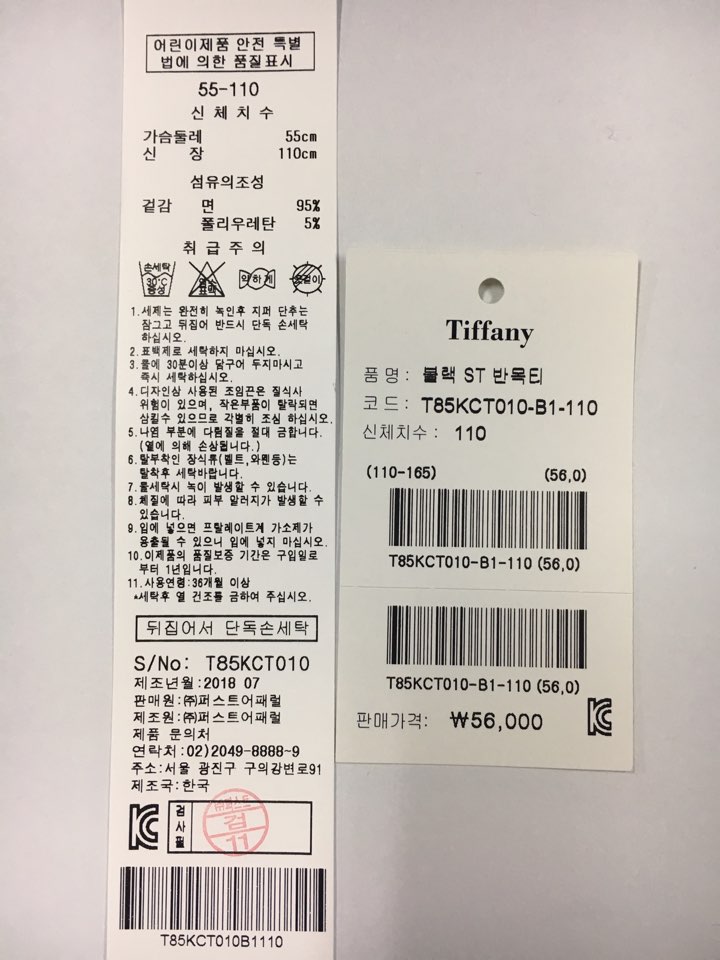 어린이제품 안전 특별
법에 의한 품질표시
55-110
신 체 치 수
가슴둘레 55cm
신 장 110cm
섬유의조성
겉감 면 95%
폴리우레탄 5%
취 급 주 의
손세탁
30℃
중성
약하게
옷걸이
1.세제는 완전히 녹인후 지퍼 단추는
잠그고 뒤집어 반드시 단독 손세탁
하십시오.
2.표백제로 세탁하지 마십시오.
3.물에 30분이상 담구어 두지마시고
즉시 세탁하십시오.
4.디자인상 사용된 조임끈은 질식사
위험이 있으며, 작은부품이 탈락되면
삼킬수 있으므로 각별히 조심 하십시오.
5.나염 부분에 다림질을 절대 금합니다.
(열에 의해 손상됩니다.)
6.탈부착인 장식류(벨트,와펜등)는
탈착후 세탁바랍니다.
7.물세탁시 녹이 발생할 수 있습니다.
8.체질에 따라 피부 알러지가 발생할 수
있습니다.
9.입에 넣으면 프탈레이트계 가소제가
용출될 수 있으니 입에 넣지 마십시오.
10.이제품의 품질보증 기간은 구입일로
부터 1년입니다.
11.사용연령:36개월 이상
*세탁후 열 건조를 금하여 주십시오.
뒤집어서 단독손세탁
S/No: T85KCT010
제조년월:2018 07
판매원:㈜퍼스트어패럴
제조원:㈜퍼스트어패럴
제품 문의처
연락처:02)2049-8888~9
주소:서울 광진구 구의강변로91
제조국:한국
KC
검사필
㈜퍼스트
검
11
T85KCT010B1110
Tiffany
품 명 : 블랙 ST 반목티
코 드 : T85KCT010-B1-110
신체치수 : 110
(110-165) (56,0)
T85KCT010-B1-110 (56,0)
T85KCT010-B1-110 (56,0)
판매가격: ₩56,000
KC